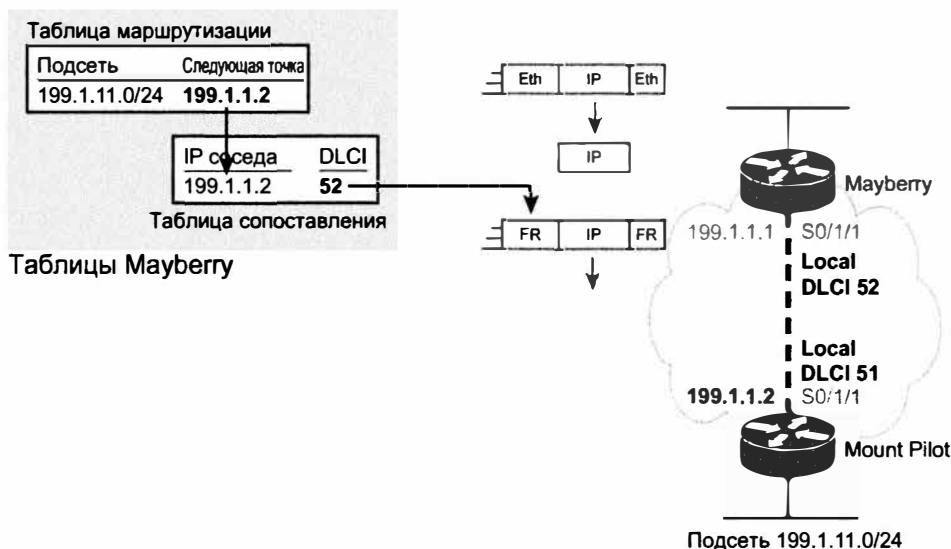 Таблица маршрутизации
Подсеть Следующая точка
199.1.11.0/24 199.1.1.2
IP соседа DLCI
199.1.1.2 52
Таблица сопоставления
Таблицы Mayberry
Eth IP Eth
IP
FR IP FR
Mayberry
199.1.1.1 S0/1/1
Local
DLCI 52
Local
DLCI 51
199.1.1.2 S0/1/1
Mount Pilot
Подсеть 199.1.11.0/24